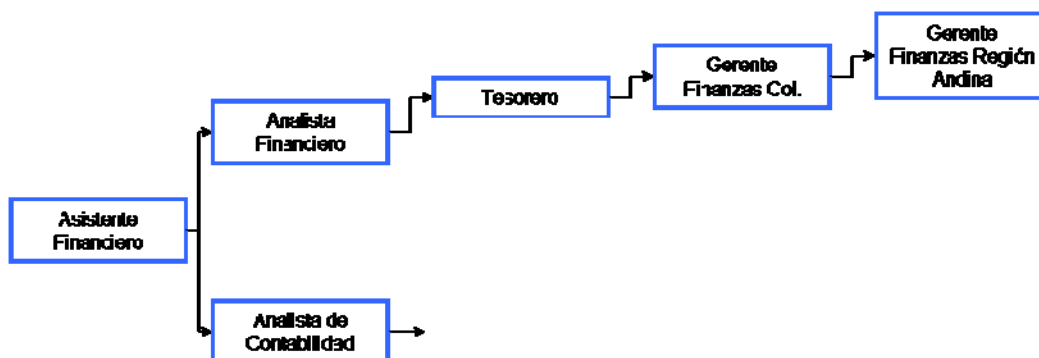 Gerente
Finanzas Región
Andina
Gerente
Finanzas Col.
Tesorero
Analista
Financiero
Asistente
Financiero
Analista de
Contabilidad